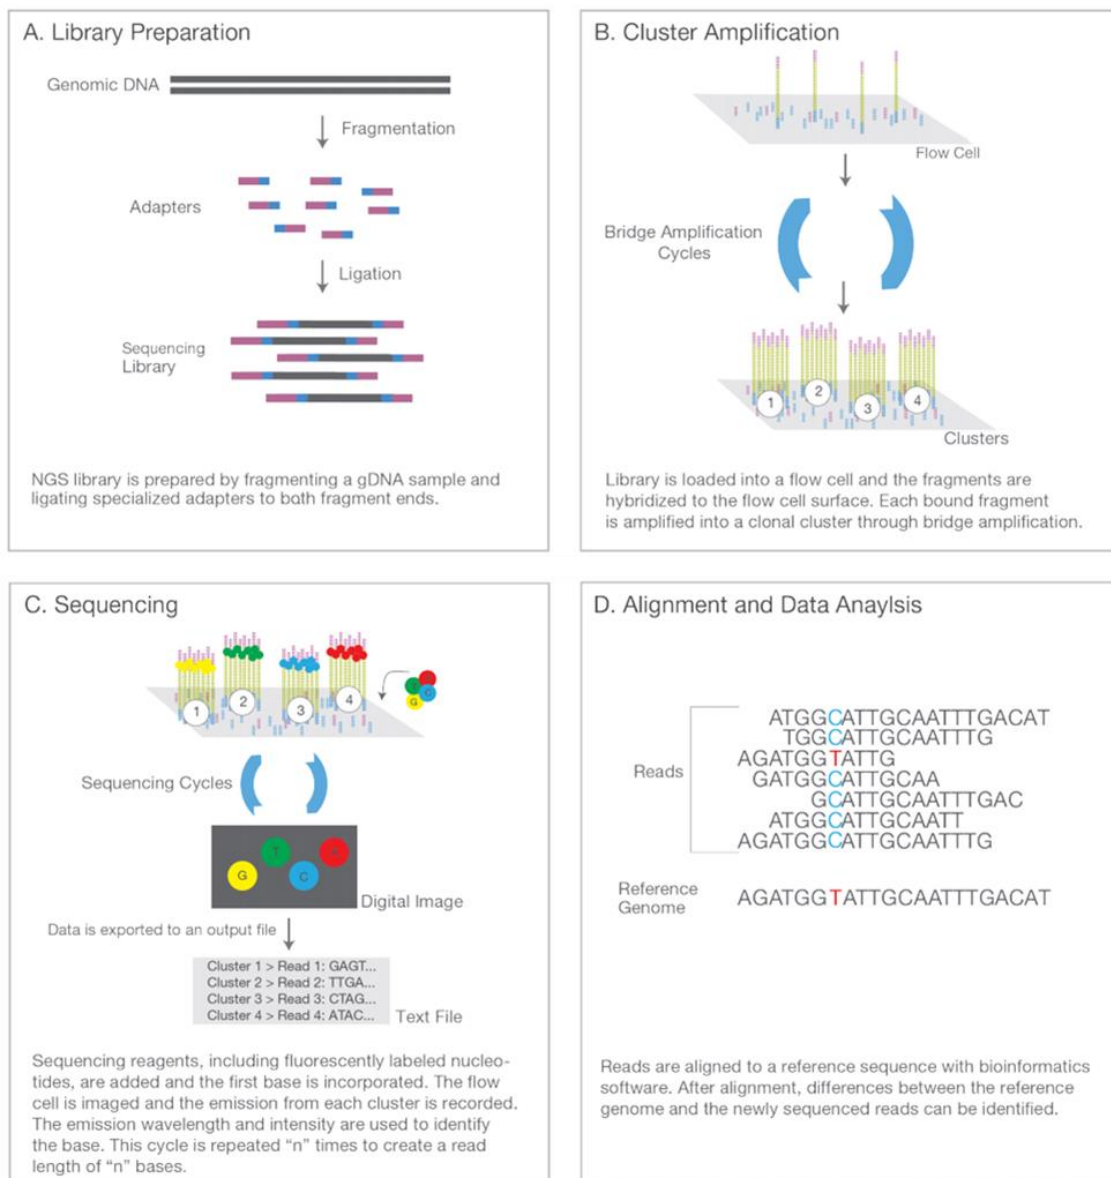 A. Library Preparation
Genomic DNA
Fragmentation
Adapters
Ligation
Sequencing
Library
NGS library is prepared by fragmenting a gDNA sample and
ligating specialized adapters to both fragment ends.
B. Cluster Amplification
Flow Cell
Bridge Amplification
Cycles
1
2
3
4
Clusters
Library is loaded into a flow cell and the fragments are
hybridized to the flow cell surface. Each bound fragment
is amplified into a clonal cluster through bridge amplification.
C. Sequencing
1
2
3
4
G
Sequencing Cycles
T
G
C
Digital Image
Data is exported to an output file
Cluster 1 > Read 1: GAGT...
Cluster 2 > Read 2: TTGA...
Cluster 3 > Read 3: CTAG...
Cluster 4 > Read 4: ATAC...
Text File
Sequencing reagents, including fluorescently labeled nucleo-
tides, are added and the first base is incorporated. The flow
cell is imaged and the emission from each cluster is recorded.
The emission wavelength and intensity are used to identify
the base. This cycle is repeated “n” times to create a read
length of “n” bases.
D. Alignment and Data Anaylsis
ATGGCATTGCAATTTGACAT
TGGCATTGCAATTTG
AGATGGTATTG
Reads
GATGGCATTGCAA
GCATTGCAATTTGAC
ATGGCATTGCAATT
AGATGGCATTGCAATTTG
Reference
Genome
AGATGGTATTGCAATTTGACAT
Reads are aligned to a reference sequence with bioinformatics
software. After alignment, differences between the reference
genome and the newly sequenced reads can be identified.